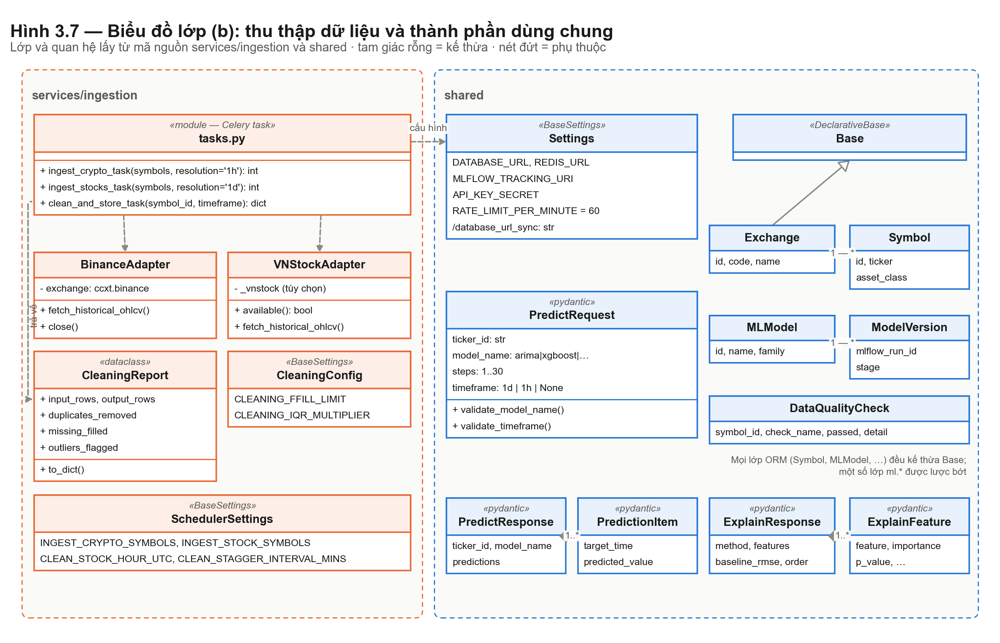 Hình 3.7 — Biểu đồ lớp (b): thu thập dữ liệu và thành phần dùng chung
Lớp và quan hệ lấy từ mã nguồn services/ingestion và shared · tam giác rỗng = kế thừa · nét đứt = phụ thuộc
services/ingestion
«module — Celery task»
tasks.py
+ ingest_crypto_task(symbols, resolution='1h'): int
+ ingest_stocks_task(symbols, resolution='1d'): int
+ clean_and_store_task(symbol_id, timeframe): dict
cấu hình
trả về
BinanceAdapter
- exchange: ccxt.binance
+ fetch_historical_ohlcv()
+ close()
VNStockAdapter
- _vnstock (tùy chọn)
+ available(): bool
+ fetch_historical_ohlcv()
«dataclass»
CleaningReport
+ input_rows, output_rows
+ duplicates_removed
+ missing_filled
+ outliers_flagged
+ to_dict()
«BaseSettings»
CleaningConfig
CLEANING_FFILL_LIMIT
CLEANING_IQR_MULTIPLIER
«BaseSettings»
SchedulerSettings
INGEST_CRYPTO_SYMBOLS, INGEST_STOCK_SYMBOLS
CLEAN_STOCK_HOUR_UTC, CLEAN_STAGGER_INTERVAL_MINS
shared
«BaseSettings»
Settings
DATABASE_URL, REDIS_URL
MLFLOW_TRACKING_URI
API_KEY_SECRET
RATE_LIMIT_PER_MINUTE = 60
/database_url_sync: str
«DeclarativeBase»
Base
Exchange
id, code, name
1 — *
Symbol
id, ticker
asset_class
«pydantic»
PredictRequest
ticker_id: str
model_name: arima|xgboost|…
steps: 1..30
timeframe: 1d | 1h | None
+ validate_model_name()
+ validate_timeframe()
MLModel
id, name, family
1 — *
ModelVersion
mlflow_run_id
stage
DataQualityCheck
symbol_id, check_name, passed, detail
Mọi lớp ORM (Symbol, MLModel, …) đều kế thừa Base;
một số lớp ml.* được lược bớt
«pydantic»
PredictResponse
ticker_id, model_name
predictions
1..*
«pydantic»
PredictionItem
target_time
predicted_value
«pydantic»
ExplainResponse
method, features
baseline_rmse, order
1..*
«pydantic»
ExplainFeature
feature, importance
p_value, …